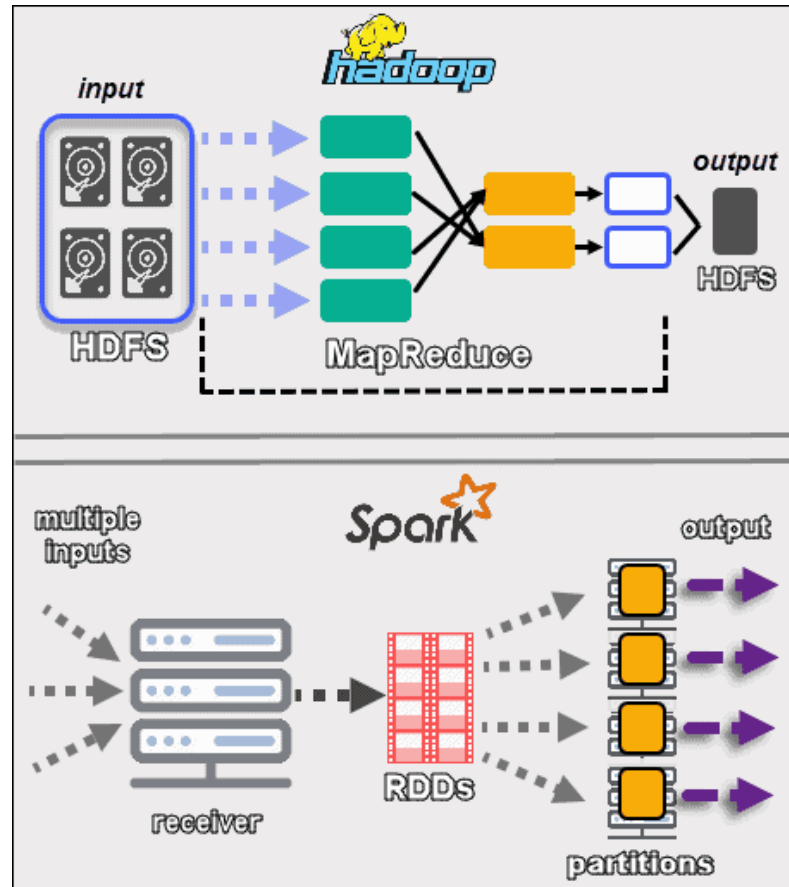 hadoop
input
output
HDFS
HDFS
MapReduce
Spark
multiple
inputs
output
RDDs
receiver
partitions